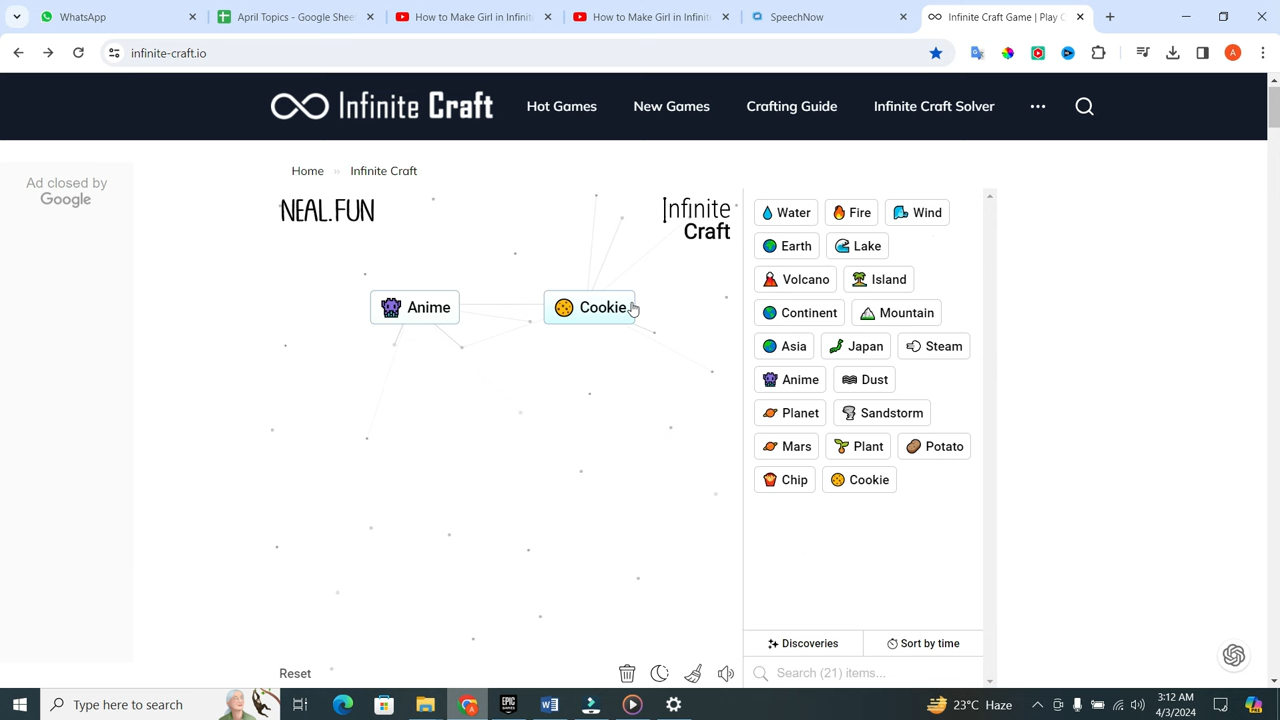 WhatsApp
April Topics - Google Shee
How to Make Girl in Infinit
How to Make Girl in Infinit
SpeechNow
Infinite Craft Game | Play C
infinite-craft.io
A
Infinite Craft
Hot Games
New Games
Crafting Guide
Infinite Craft Solver
Ad closed by
Google
Home
Infinite Craft
NEAL.FUN
Infinite
Craft
Anime
Cookie
Water
Fire
Wind
Earth
Lake
Volcano
Island
Continent
Mountain
Asia
Japan
Steam
Anime
Dust
Planet
Sandstorm
Mars
Plant
Potato
Chip
Cookie
Discoveries
Sort by time
Reset
Search (21) items...
Type here to search
23°C Haze
3:12 AM
4/3/2024